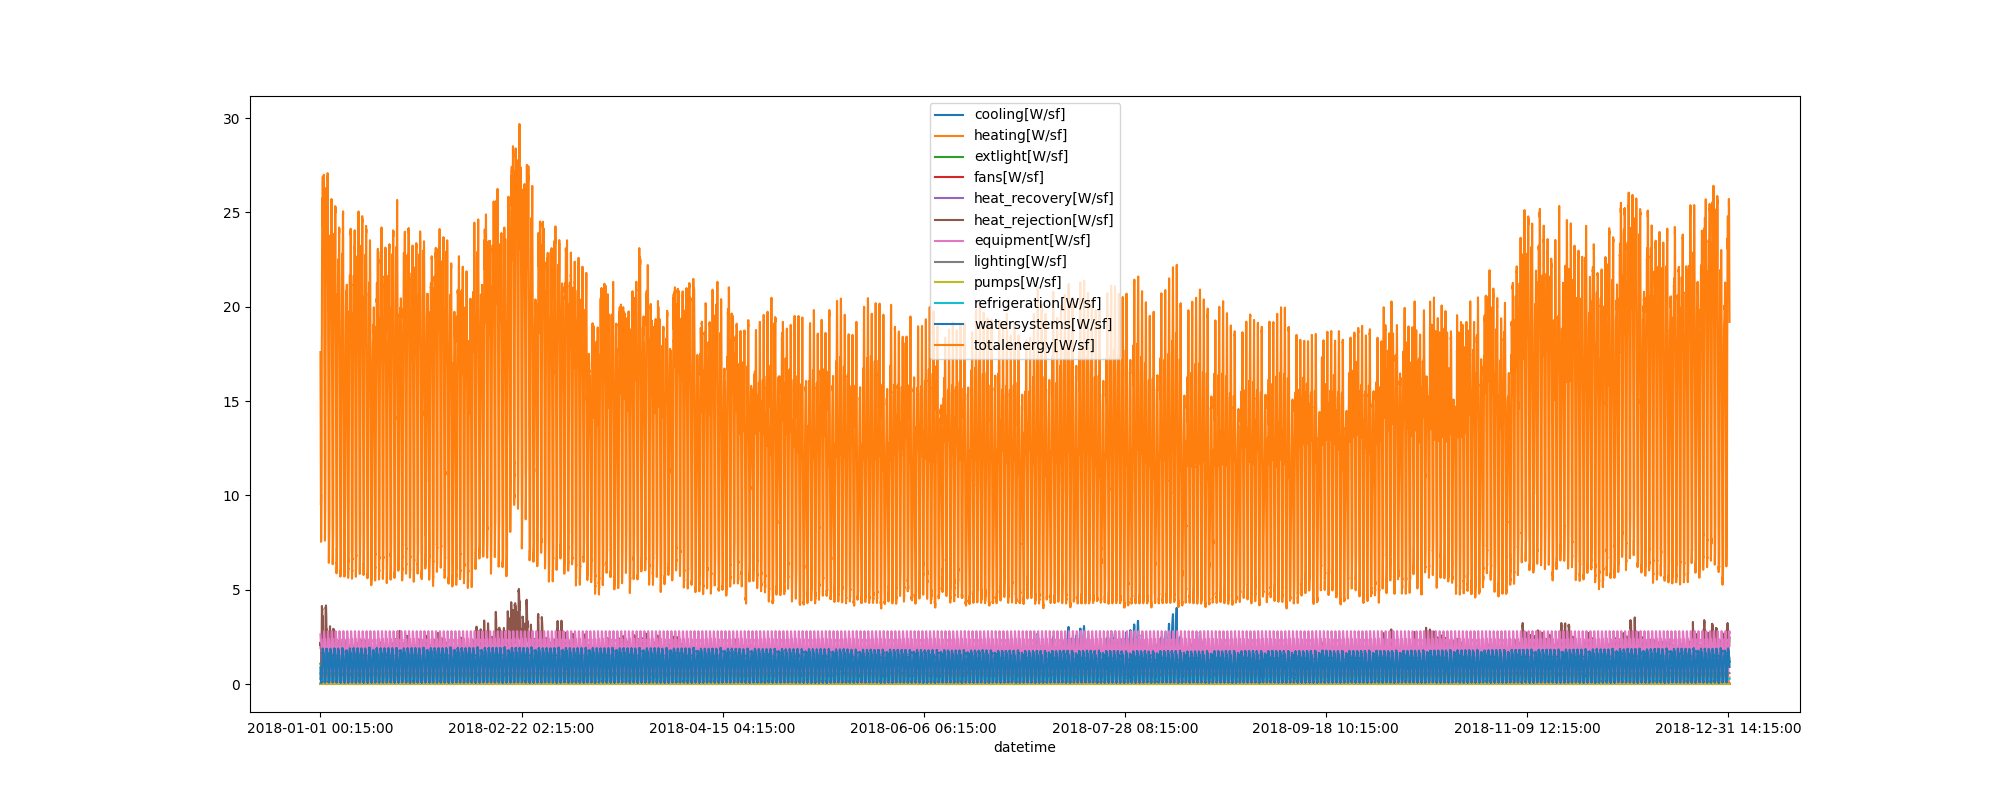 30
25
20
15
10
5
0
cooling[W/sf]
heating[W/sf]
extlight[W/sf]
fans[W/sf]
heat_recovery[W/sf]
heat_rejection[W/sf]
equipment[W/sf]
lighting[W/sf]
pumps[W/sf]
refrigeration[W/sf]
watersystems[W/sf]
totalenergy[W/sf]
2018-01-01 00:15:00 2018-02-22 02:15:00 2018-04-15 04:15:00 2018-06-06 06:15:00 2018-07-28 08:15:00 2018-09-18 10:15:00 2018-11-09 12:15:00 2018-12-31 14:15:00
datetime